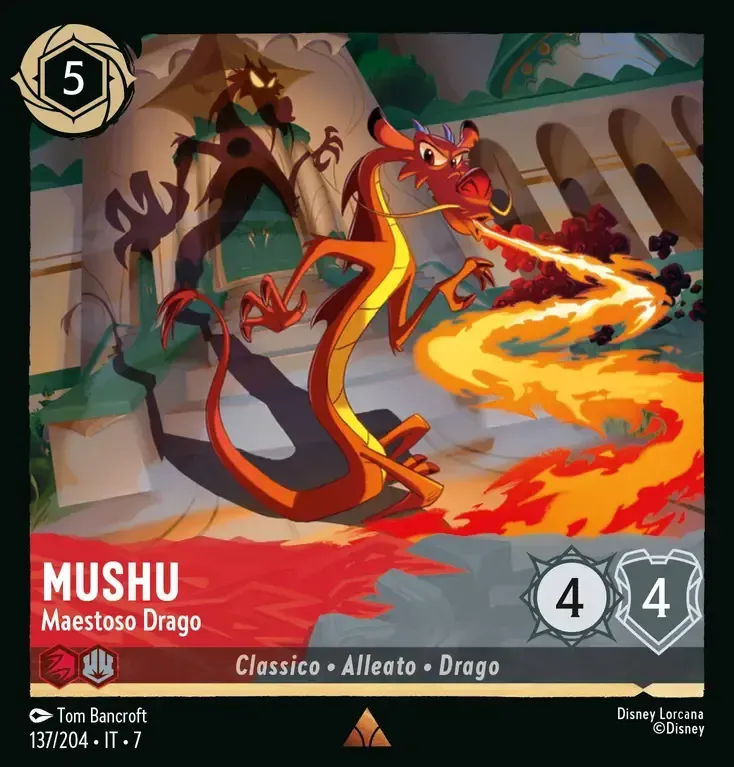 5
MUSHU
Maestoso Drago
4 4
Classico • Alleato • Drago
Tom Bancroft
137/204 • IT • 7
Disney Lorcana
©Disney